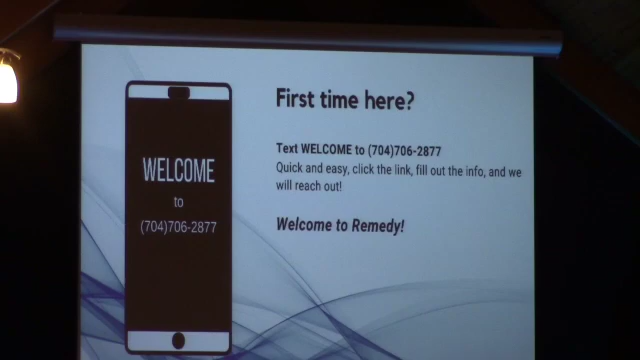 First time here?
Text WELCOME to (704)706-2877
Quick and easy, click the link, fill out the info, and we
will reach out!
Welcome to Remedy!
WELCOME
to
(704)706-2877